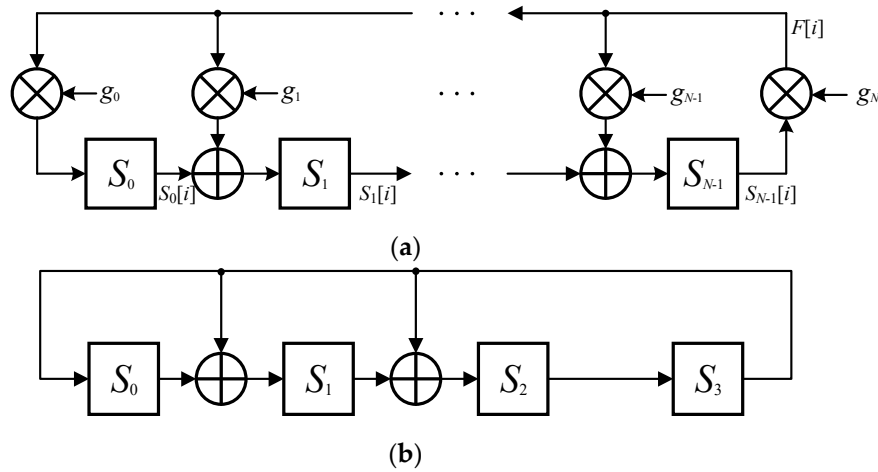 · · · F[i]
g₀ g₁ · · · g_{N-1} g_N
S₀ S₀[i] S₁ S₁[i] · · · S_{N-1} S_{N-1}[i]
(a)
S₀ S₁ S₂ S₃
(b)